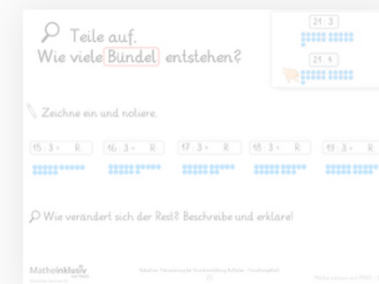 Teile auf.
Wie viele Bündel entstehen?
21 : 3
21 : 4
Zeichne ein und notiere.
15 : 3 = R
16 : 3 = R
17 : 3 = R
18 : 3 = R
19 : 3 = R
Wie verändert sich der Rest? Beschreibe und erkläre!
Matheinklusiv